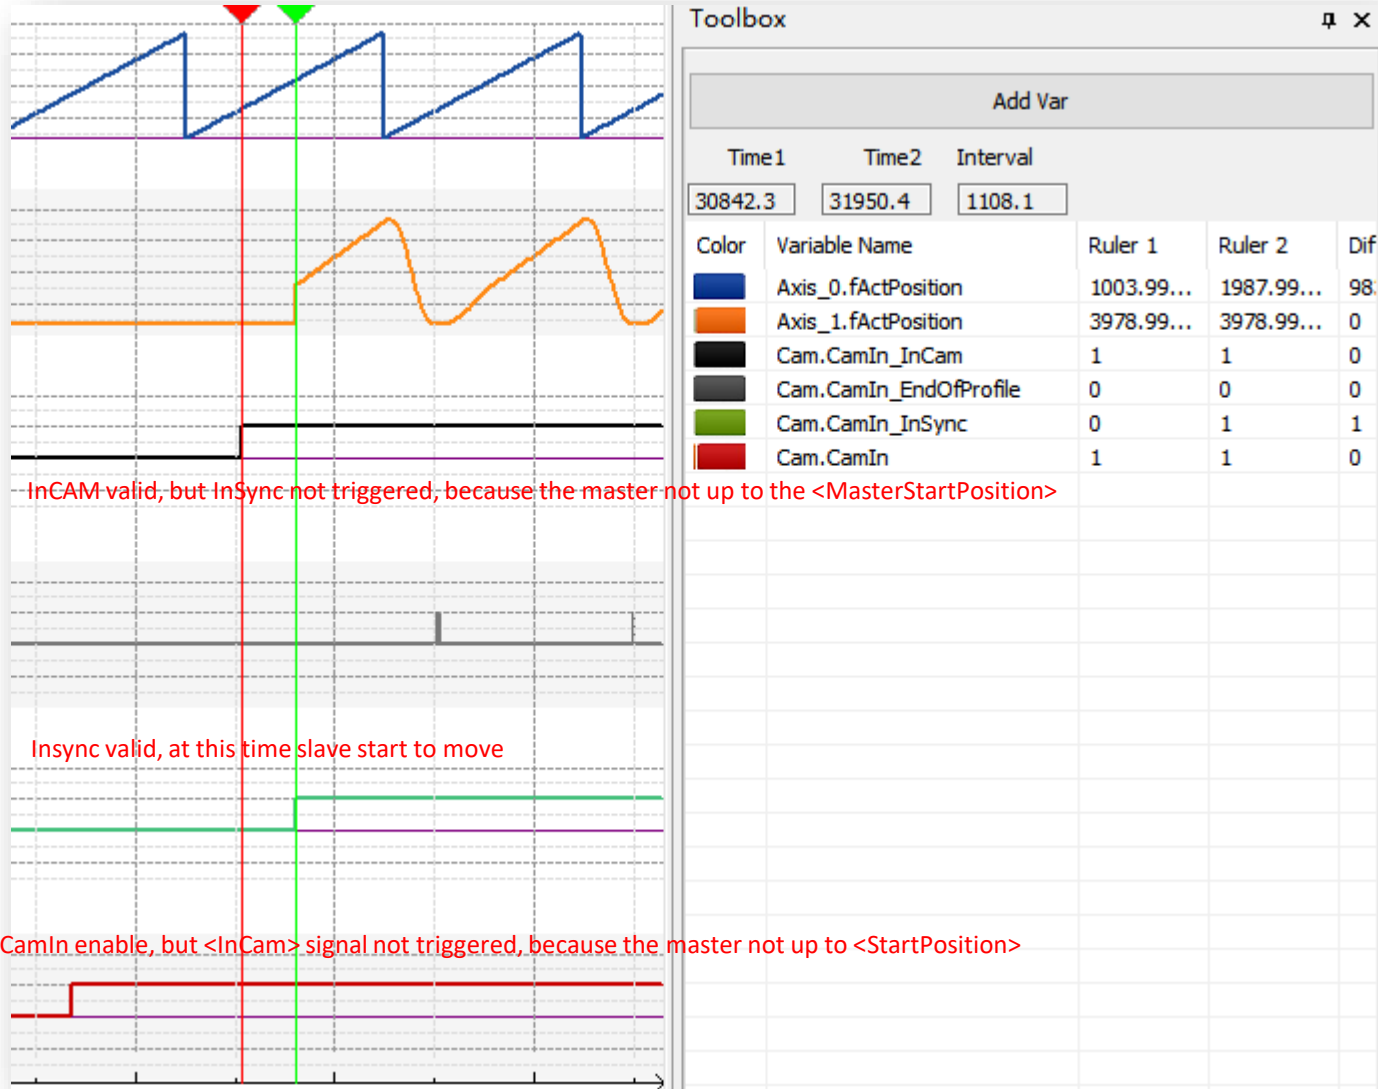 Toolbox
Add Var
Time1 Time2 Interval
30842.3 31950.4 1108.1
Color Variable Name Ruler 1 Ruler 2 Dif
Axis_0.fActPosition 1003.99... 1987.99... 98
Axis_1.fActPosition 3978.99... 3978.99... 0
Cam.CamIn_InCam 1 1 0
Cam.CamIn_EndOfProfile 0 0 0
Cam.CamIn_InSync 0 1 1
Cam.CamIn 1 1 0
InCAM valid, but InSync not triggered, because the master not up to the <MasterStartPosition>
Insync valid, at this time slave start to move
CamIn enable, but <InCam> signal not triggered, because the master not up to <StartPosition>